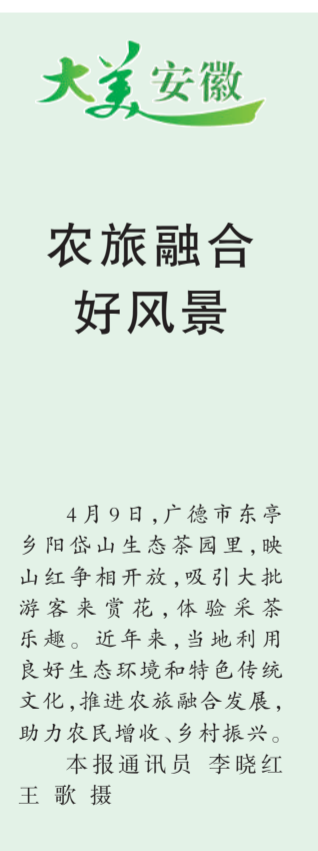 大美安徽
农旅融合
好风景
4月9日,广德市东亭
乡阳岱山生态茶园里,映
山红争相开放,吸引大批
游客来赏花,体验采茶
乐趣。近年来,当地利用
良好生态环境和特色传统
文化,推进农旅融合发展,
助力农民增收、乡村振兴。
本报通讯员 李晓红
王 歌 摄